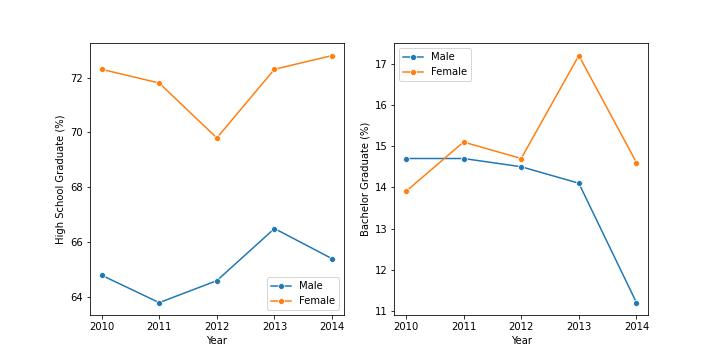 High School Graduate (%)
72
70
68
66
64
Male
Female
2010 2011 2012 2013 2014
Year
Bachelor Graduate (%)
Male
Female
17
16
15
14
13
12
11
2010 2011 2012 2013 2014
Year